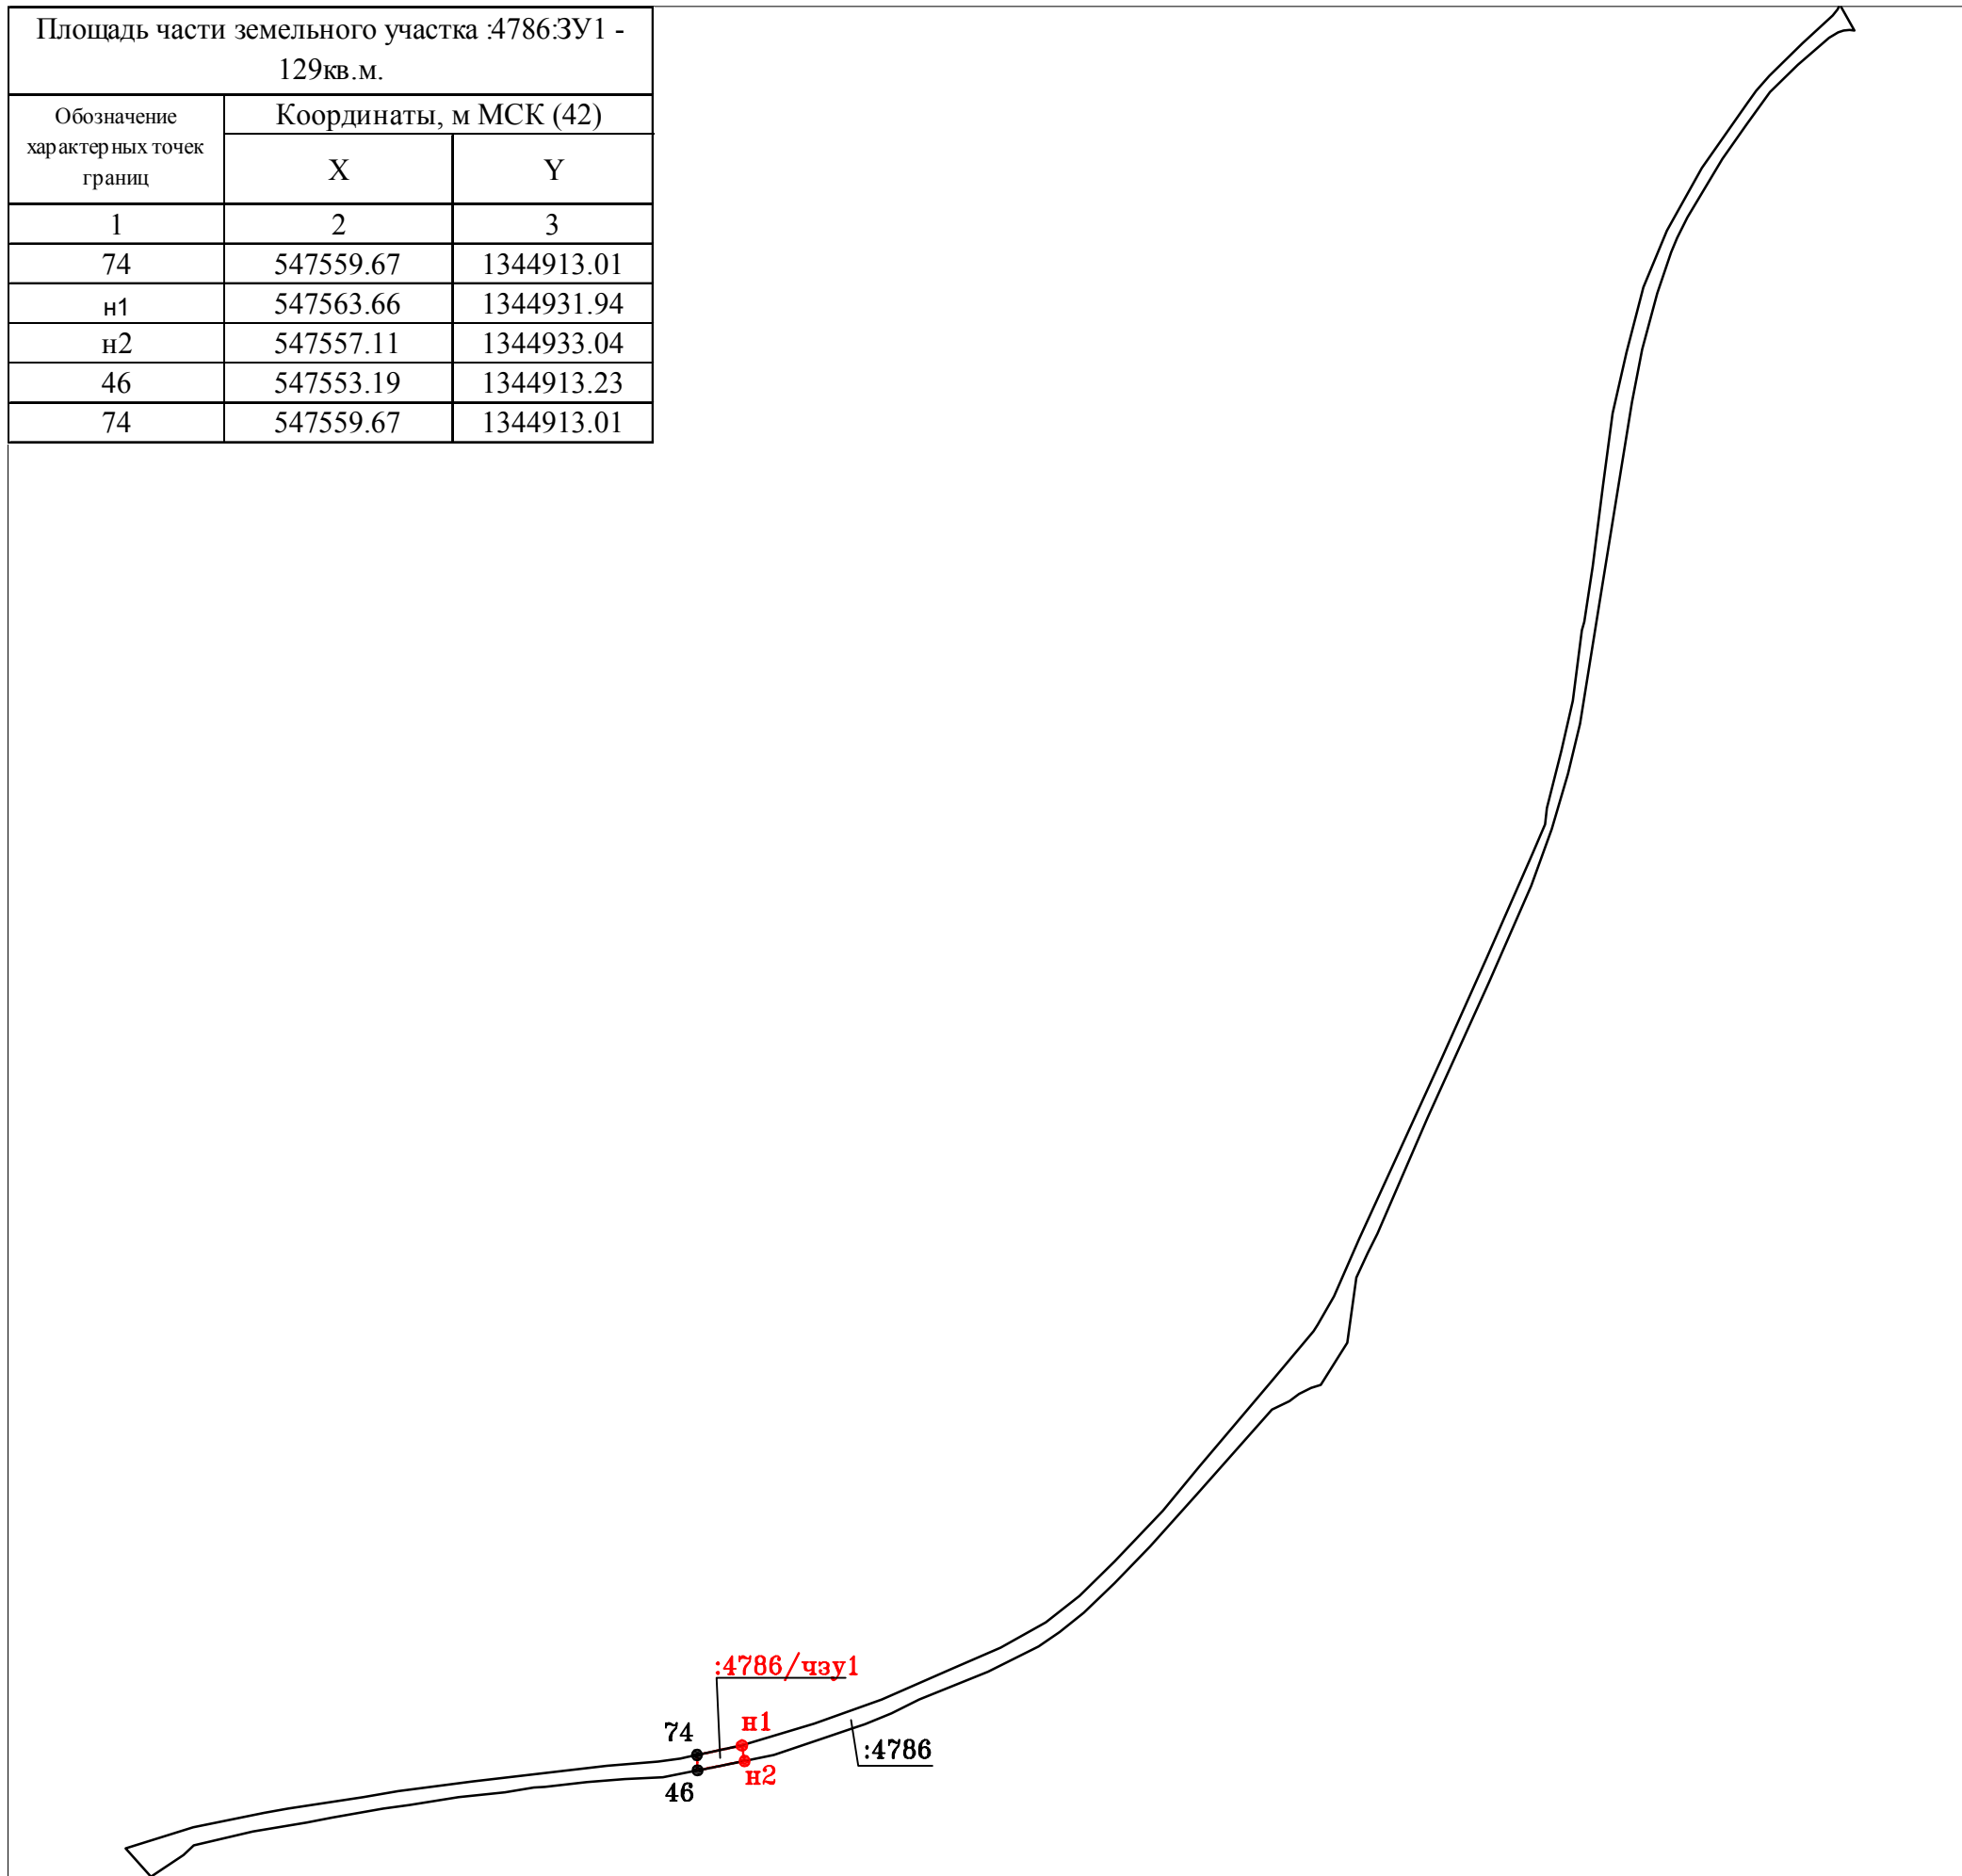 Площадь части земельного участка :4786:ЗУ1 -
129кв.м.
Обозначение
характерных точек
границ
Координаты, м МСК (42)
X
Y
1 2 3
74 547559.67 1344913.01
н1 547563.66 1344931.94
н2 547557.11 1344933.04
46 547553.19 1344913.23
74 547559.67 1344913.01
:4786/чзу1
74
н1
:4786
н2
46